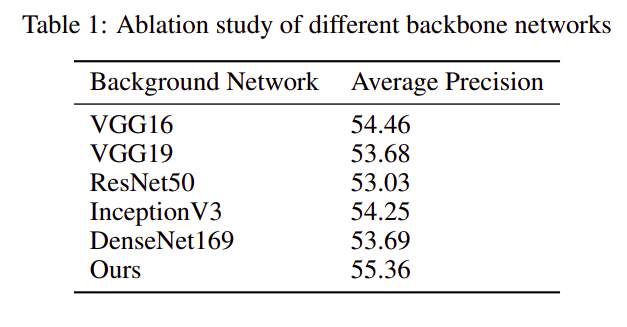 Table 1: Ablation study of different backbone networks
Background Network Average Precision
VGG16 54.46
VGG19 53.68
ResNet50 53.03
InceptionV3 54.25
DenseNet169 53.69
Ours 55.36